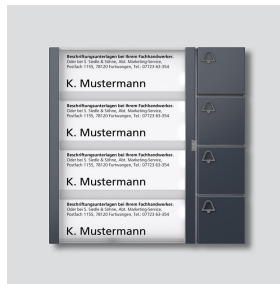 Beschriftungsunterlagen bei Ihrem Fachhandwerker.
Oder bei S. Siedle & Söhne, Abt. Marketing-Service,
Postfach 1155, 78120 Furtwangen, Tel.: 07723 63-354
K. Mustermann
Beschriftungsunterlagen bei Ihrem Fachhandwerker.
Oder bei S. Siedle & Söhne, Abt. Marketing-Service,
Postfach 1155, 78120 Furtwangen, Tel.: 07723 63-354
K. Mustermann
Beschriftungsunterlagen bei Ihrem Fachhandwerker.
Oder bei S. Siedle & Söhne, Abt. Marketing-Service,
Postfach 1155, 78120 Furtwangen, Tel.: 07723 63-354
K. Mustermann
Beschriftungsunterlagen bei Ihrem Fachhandwerker.
Oder bei S. Siedle & Söhne, Abt. Marketing-Service,
Postfach 1155, 78120 Furtwangen, Tel.: 07723 63-354
K. Mustermann